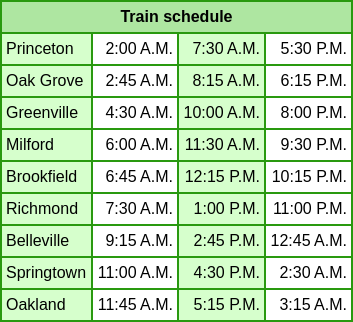 Train schedule
Princeton 2:00 A.M. 7:30 A.M. 5:30 P.M.
Oak Grove 2:45 A.M. 8:15 A.M. 6:15 P.M.
Greenville 4:30 A.M. 10:00 A.M. 8:00 P.M.
Milford 6:00 A.M. 11:30 A.M. 9:30 P.M.
Brookfield 6:45 A.M. 12:15 P.M. 10:15 P.M.
Richmond 7:30 A.M. 1:00 P.M. 11:00 P.M.
Belleville 9:15 A.M. 2:45 P.M. 12:45 A.M.
Springtown 11:00 A.M. 4:30 P.M. 2:30 A.M.
Oakland 11:45 A.M. 5:15 P.M. 3:15 A.M.